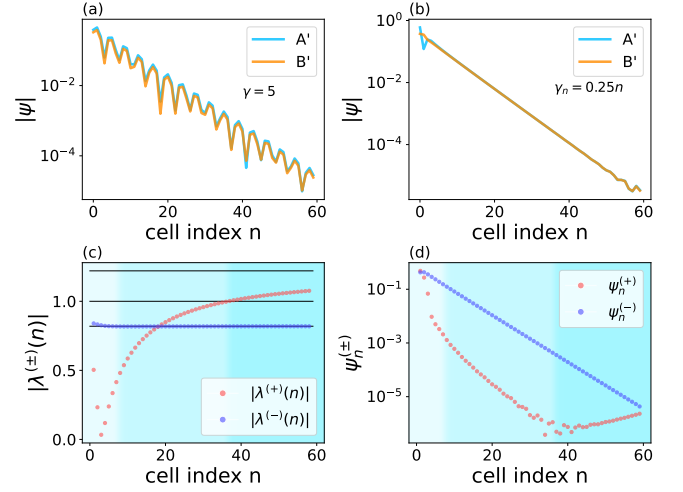 (a)
(b)
10^0
A'
B'
A'
B'
10^{-2}
10^{-2}
|ψ|
|ψ|
γ = 5
γ_n = 0.25n
10^{-4}
10^{-4}
0
20
40
60
0
20
40
60
cell index n
cell index n
(c)
(d)
1.0
0.5
0.0
|λ^{(±)}(n)|
|λ^{(+)}(n)|
|λ^{(−)}(n)|
10^{-1}
10^{-3}
10^{-5}
ψ_n^{(±)}
ψ_n^{(+)}
ψ_n^{(−)}
0
20
40
60
0
20
40
60
cell index n
cell index n